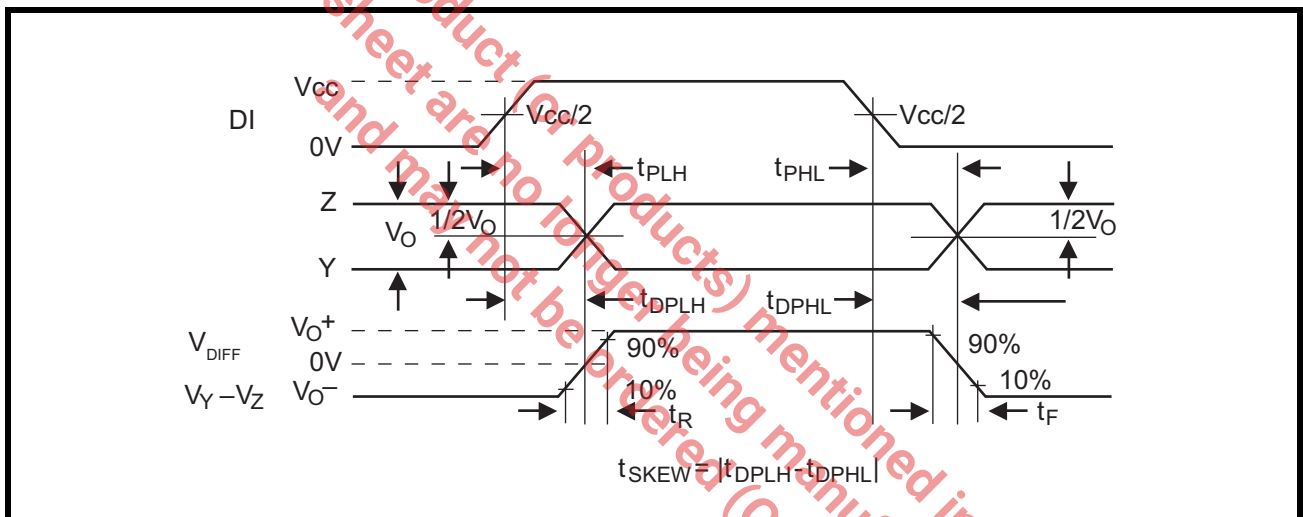 Vcc
DI
Vcc/2
Vcc/2
0V
tPLH
tPHL
Z
VO
1/2VO
1/2VO
Y
tDPLH
tDPHL
VO+
VDIFF
90%
90%
0V
10%
10%
VY –VZ
VO–
tR
tF
tSKEW = |tDPLH - tDPHL|
oduct (or products) mentioned in
sheet are no longer being manu
and may not be ordered (O